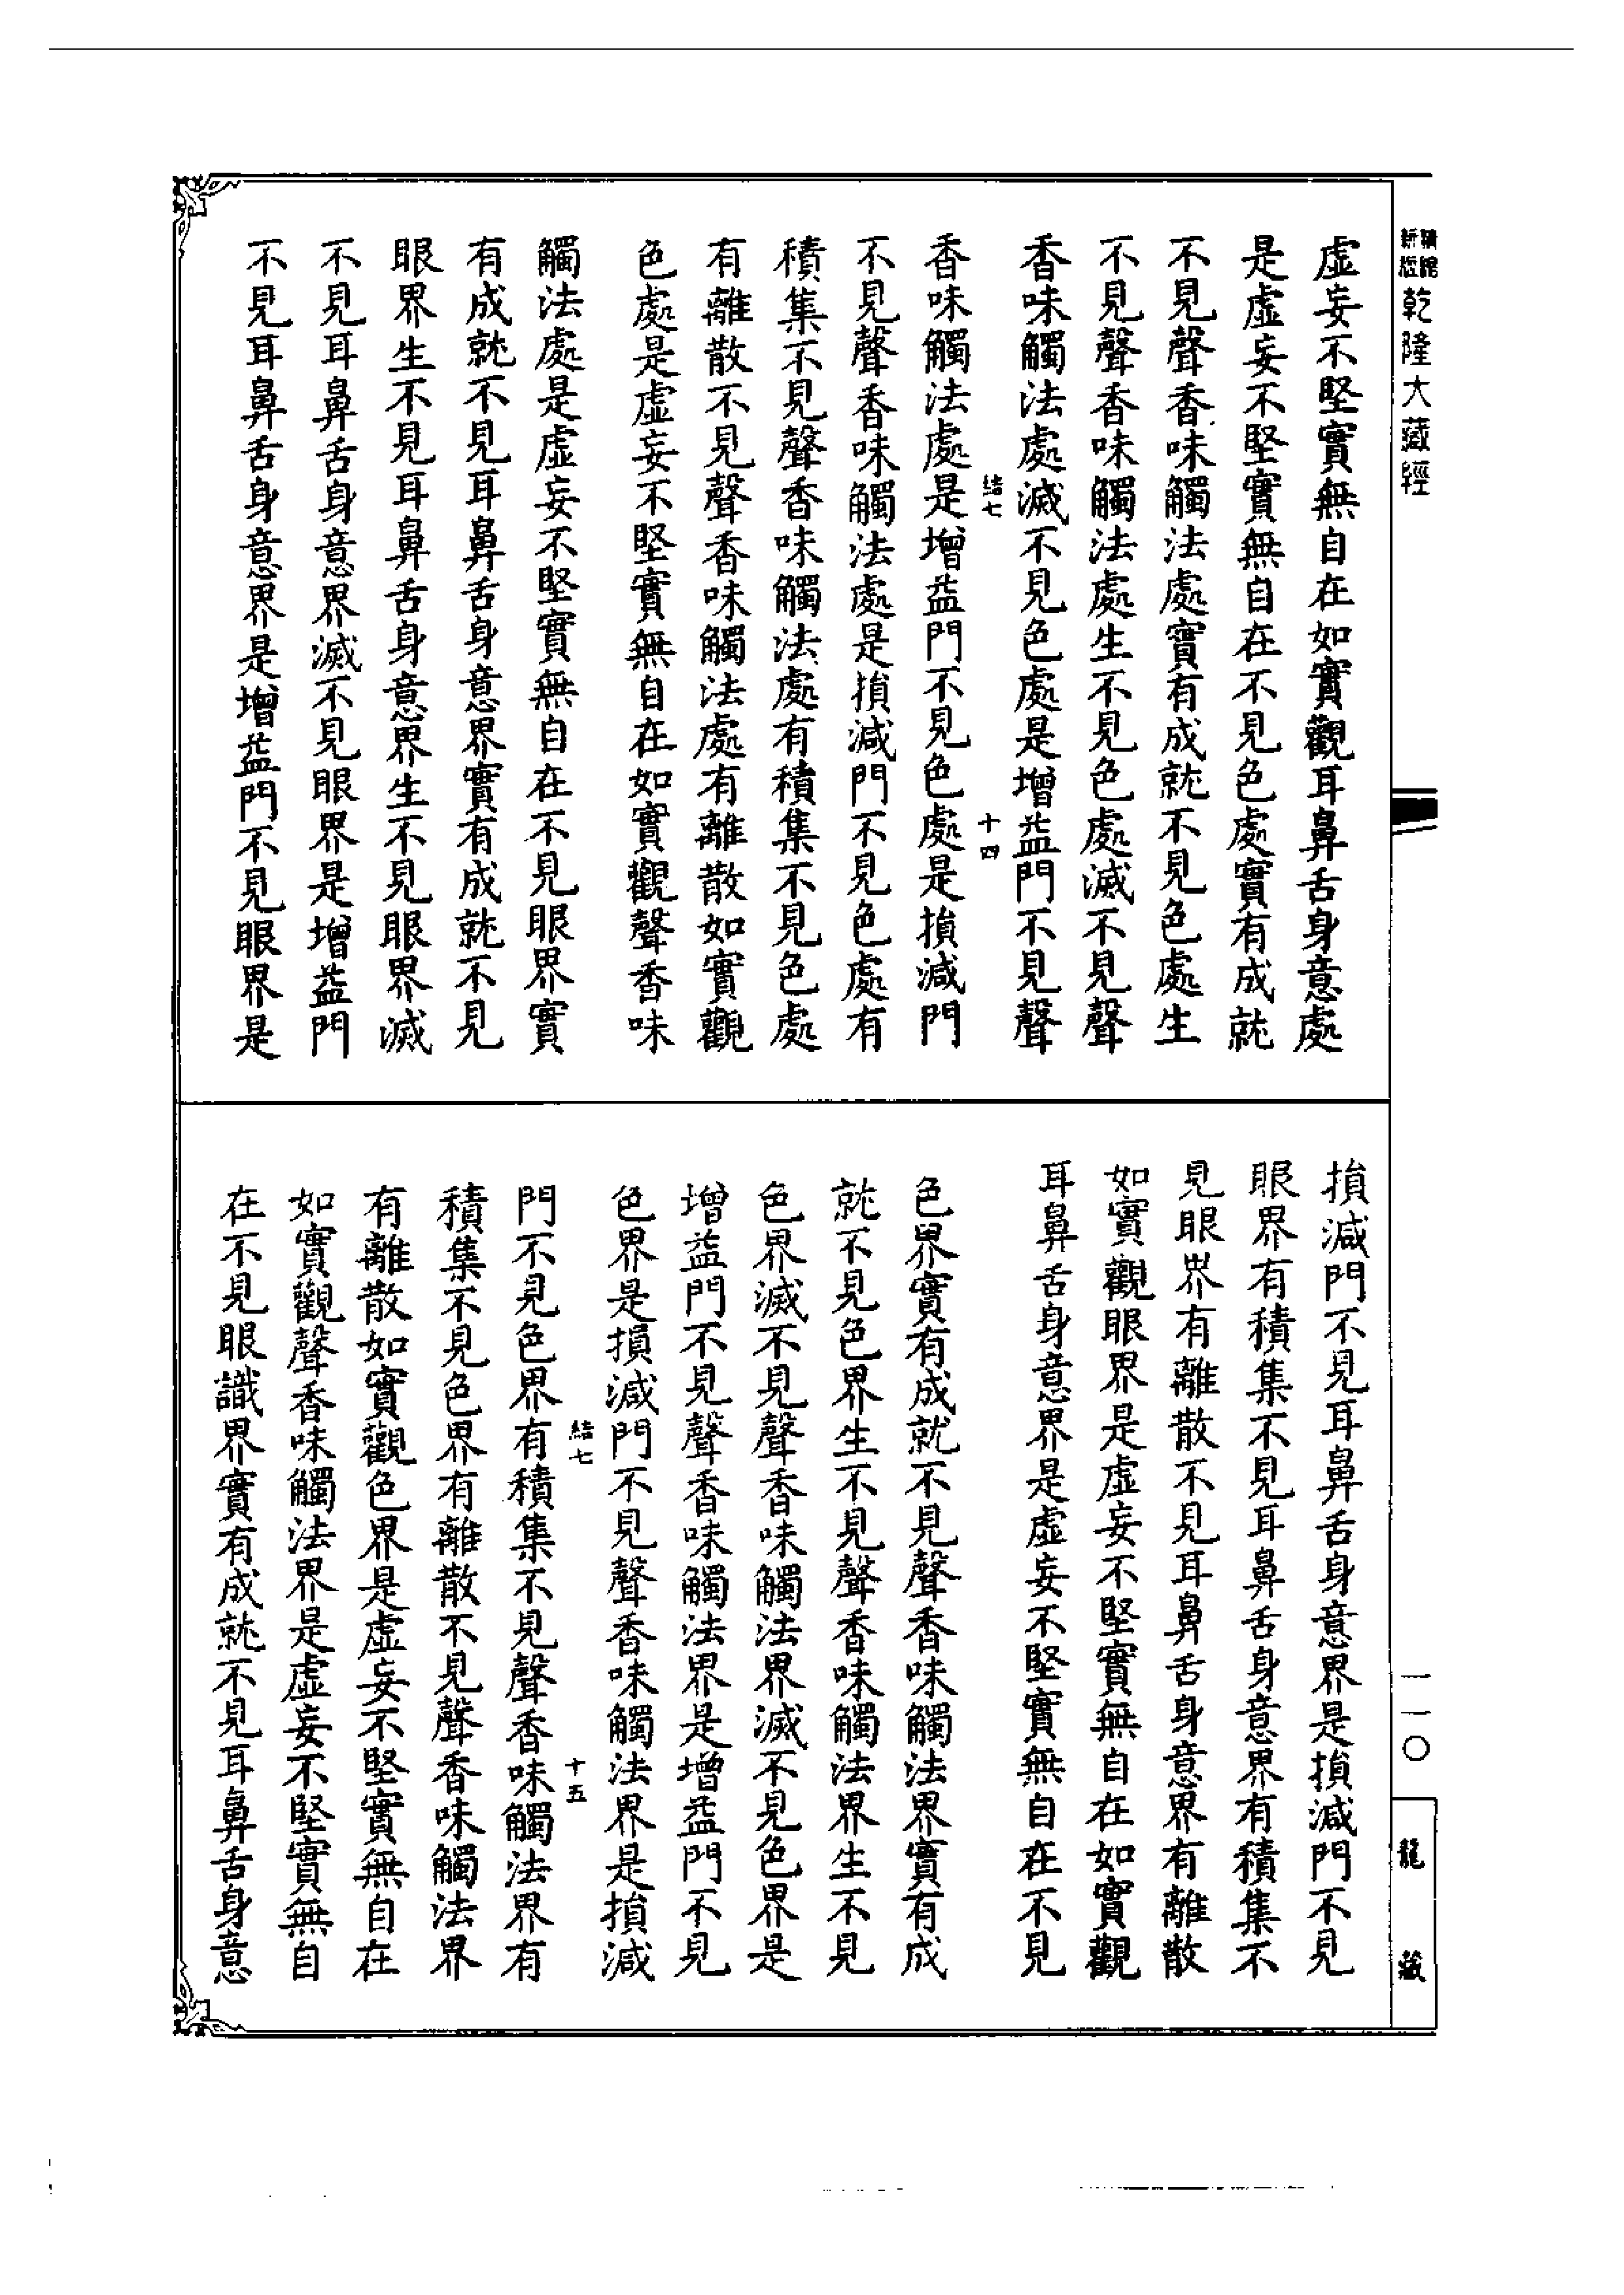 乾隆大藏經
虛妄不堅實無自在如實觀耳鼻舌身意處
是虛妄不堅實無自在不見色處實有成就
不見聲香味觸法處實有成就不見色處生
不見聲香味觸法處生不見色處滅不見聲
香味觸法處滅不見色處是增益門不見聲
結七 十四
香味觸法處是增益門不見色處是損減門
不見聲香味觸法處是損減門不見色處有
積集不見聲香味觸法處有積集不見色處
有離散不見聲香味觸法處有離散如實觀
色處是虛妄不堅實無自在如實觀聲香味
觸法處是虛妄不堅實無自在不見眼界實
有成就不見耳鼻舌身意界實有成就不見
眼界生不見耳鼻舌身意界生不見眼界滅
不見耳鼻舌身意界滅不見眼界是增益門
不見耳鼻舌身意界是增益門不見眼界是
損減門不見耳鼻舌身意界是損減門不見
眼界有積集不見耳鼻舌身意界有積集不
見眼界有離散不見耳鼻舌身意界有離散
如實觀眼界是虛妄不堅實無自在如實觀
耳鼻舌身意界是虛妄不堅實無自在不見
色界實有成就不見聲香味觸法界實有成
就不見色界生不見聲香味觸法界生不見
色界滅不見聲香味觸法界滅不見色界是
增益門不見聲香味觸法界是增益門不見
色界是損減門不見聲香味觸法界是損減
結七 十五
門不見色界有積集不見聲香味觸法界有
積集不見色界有離散不見聲香味觸法界
有離散如實觀色界是虛妄不堅實無自在
如實觀聲香味觸法界是虛妄不堅實無自
在不見眼識界實有成就不見耳鼻舌身意
一一〇
龍藏